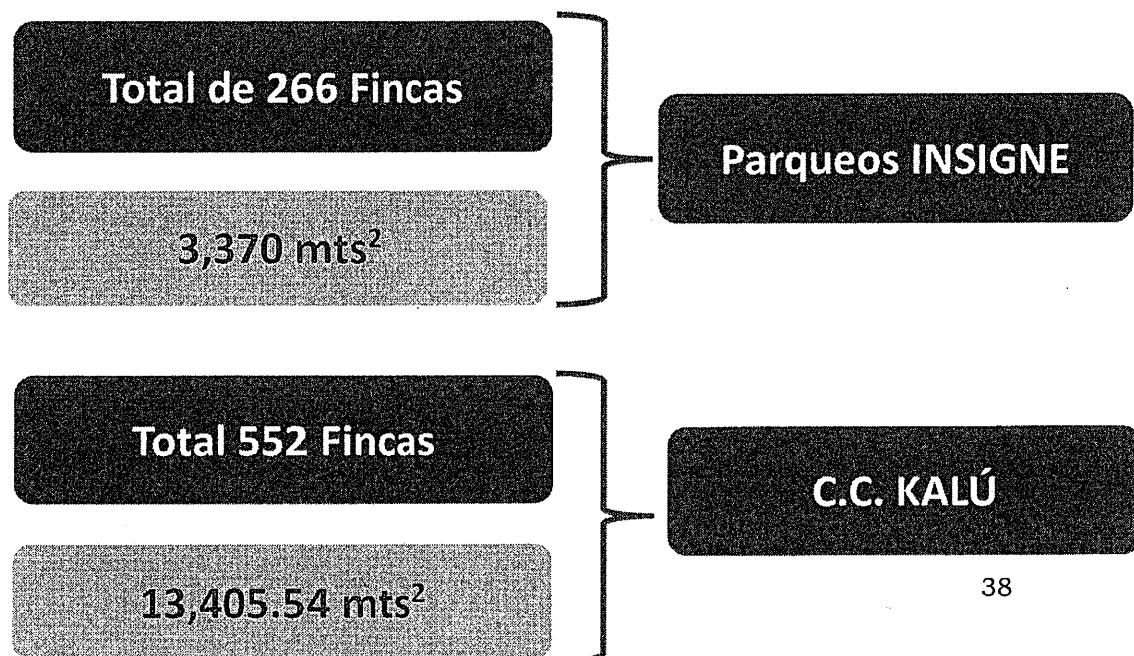 Total de 266 Fincas
3,370 mts²
Parqueos INSIGNE
Total 552 Fincas
13,405.54 mts²
C.C. KALÚ
38